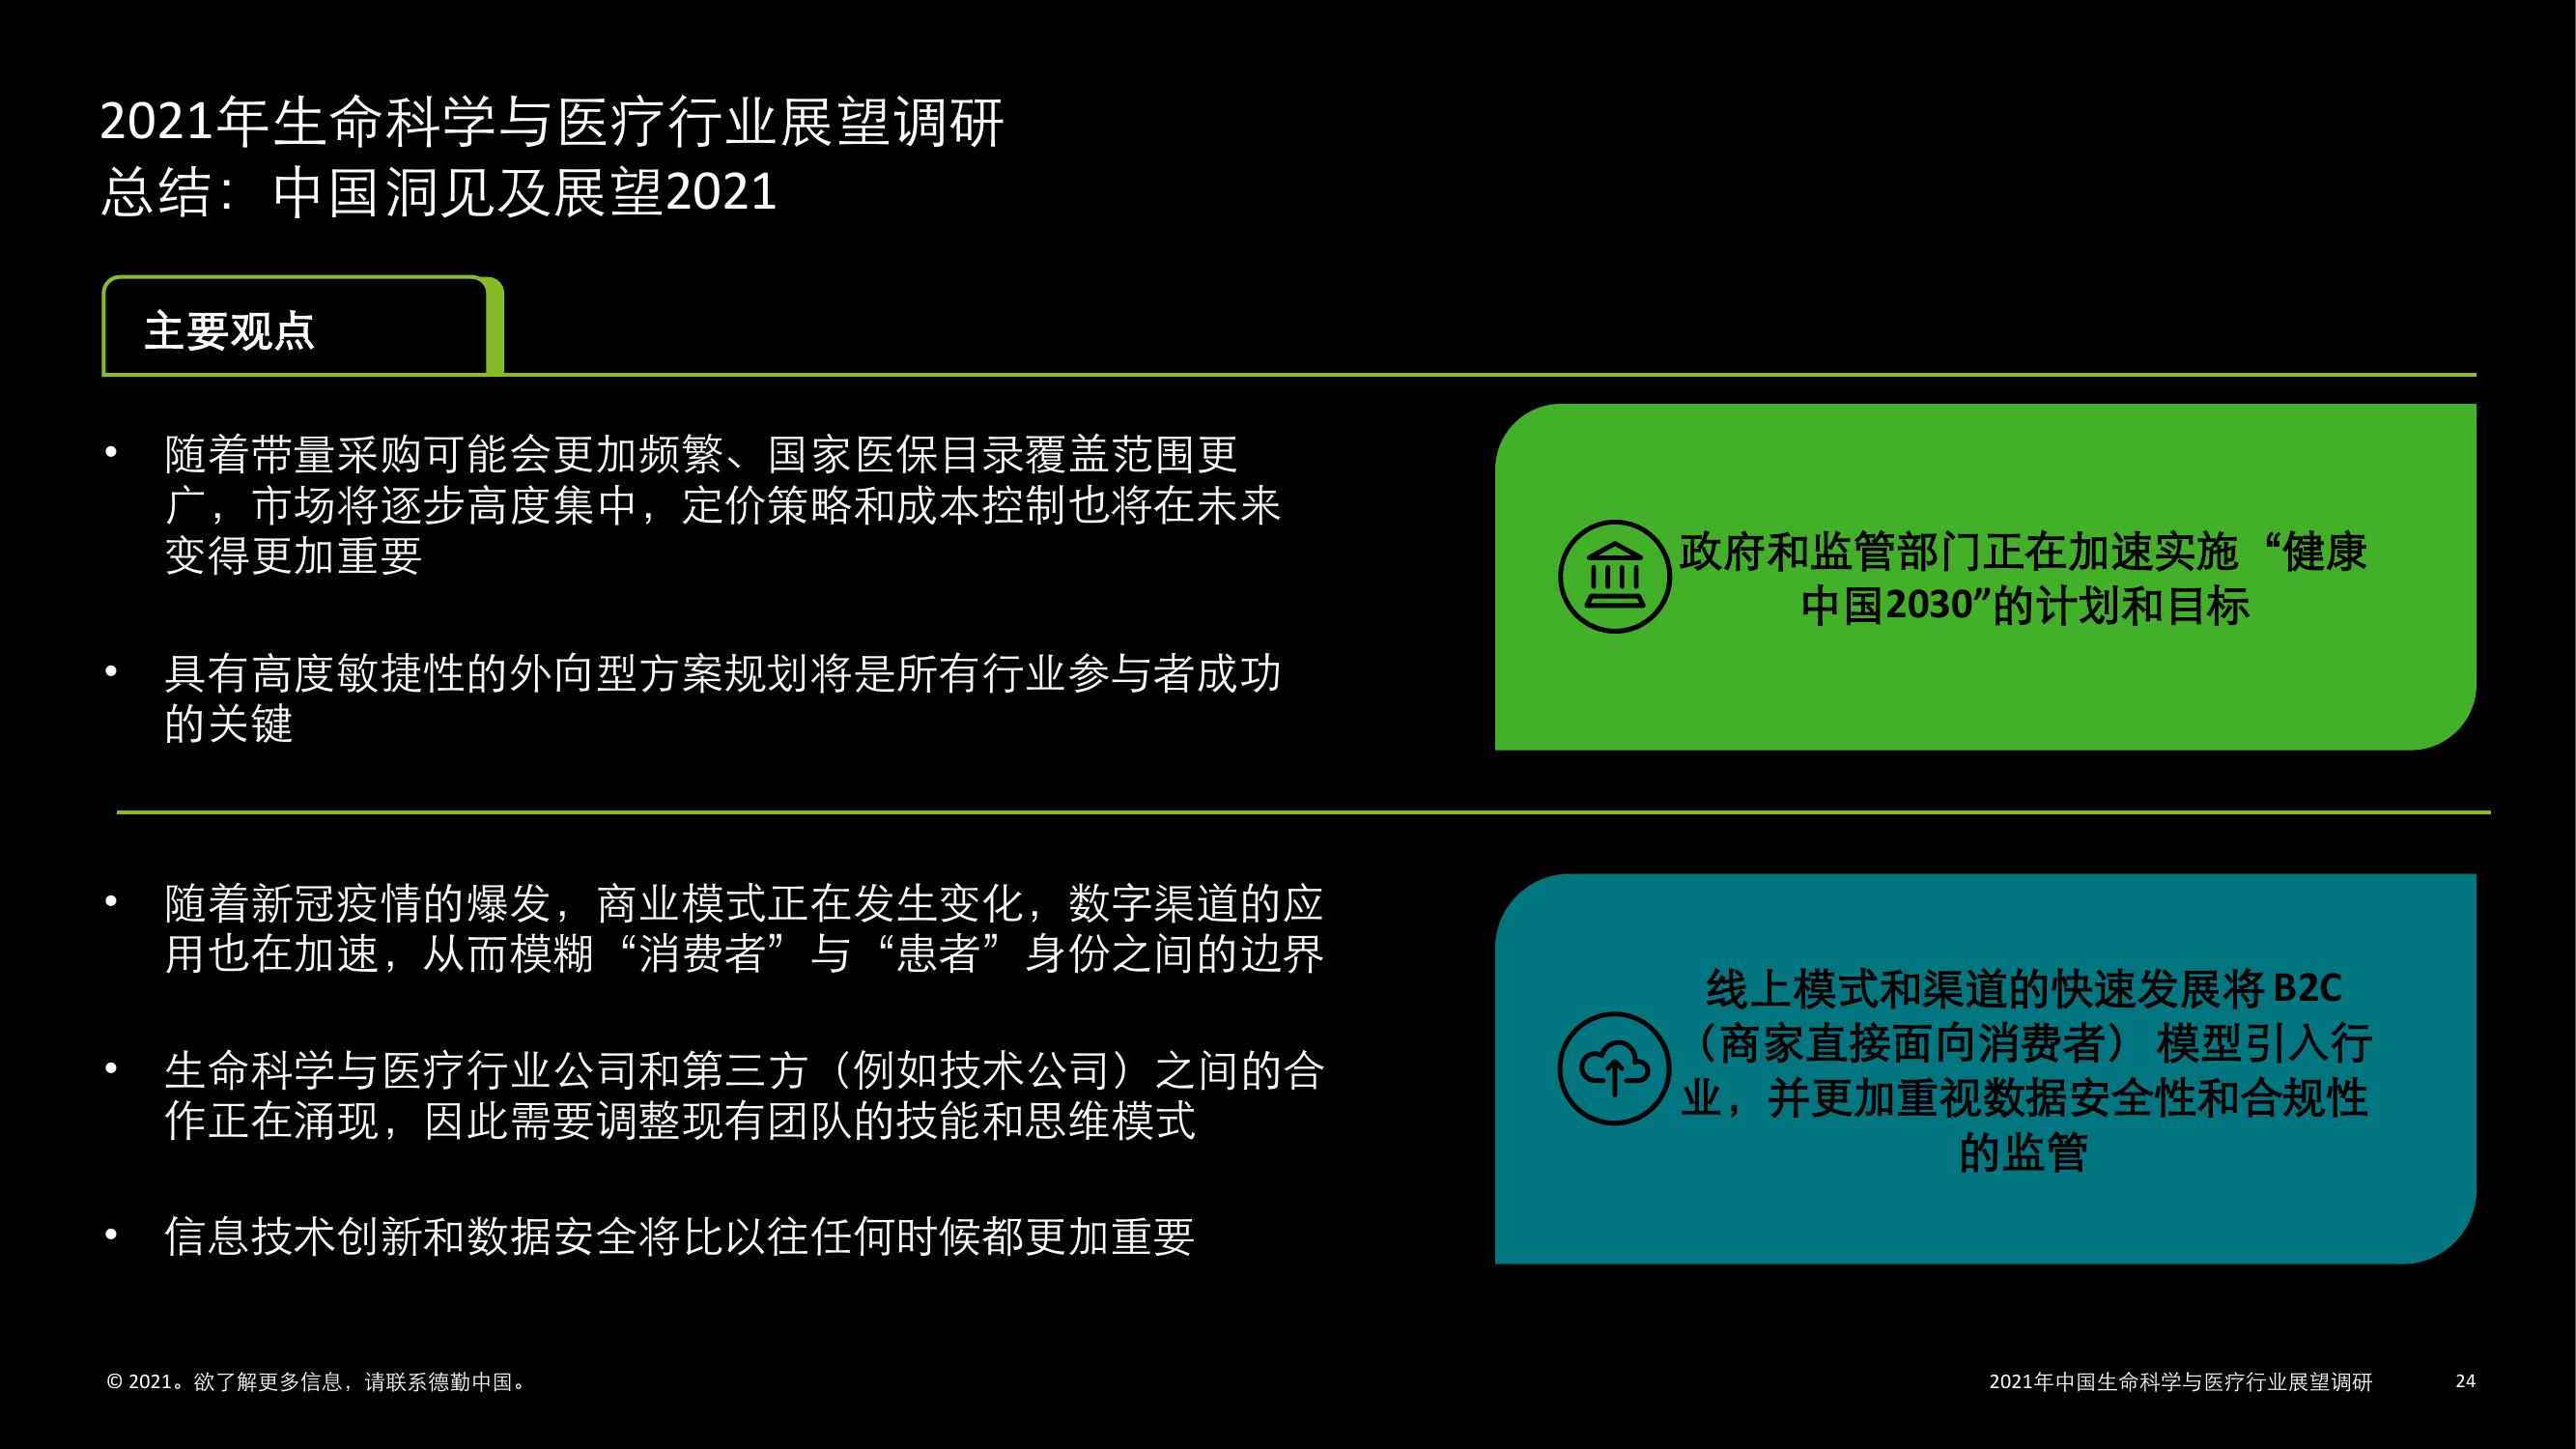 2021年生命科学与医疗行业展望调研
总结：中国洞见及展望2021
主要观点
• 随着带量采购可能会更加频繁、国家医保目录覆盖范围更
广，市场将逐步高度集中，定价策略和成本控制也将在未来
变得更加重要
• 具有高度敏捷性的外向型方案规划将是所有行业参与者成功
的关键
政府和监管部门正在加速实施“健康
中国2030”的计划和目标
• 随着新冠疫情的爆发，商业模式正在发生变化，数字渠道的应
用也在加速，从而模糊“消费者”与“患者”身份之间的边界
• 生命科学与医疗行业公司和第三方（例如技术公司）之间的合
作正在涌现，因此需要调整现有团队的技能和思维模式
• 信息技术创新和数据安全将比以往任何时候都更加重要
线上模式和渠道的快速发展将 B2C
（商家直接面向消费者） 模型引入行
业，并更加重视数据安全性和合规性
的监管
© 2021。欲了解更多信息，请联系德勤中国。
2021年中国生命科学与医疗行业展望调研
24